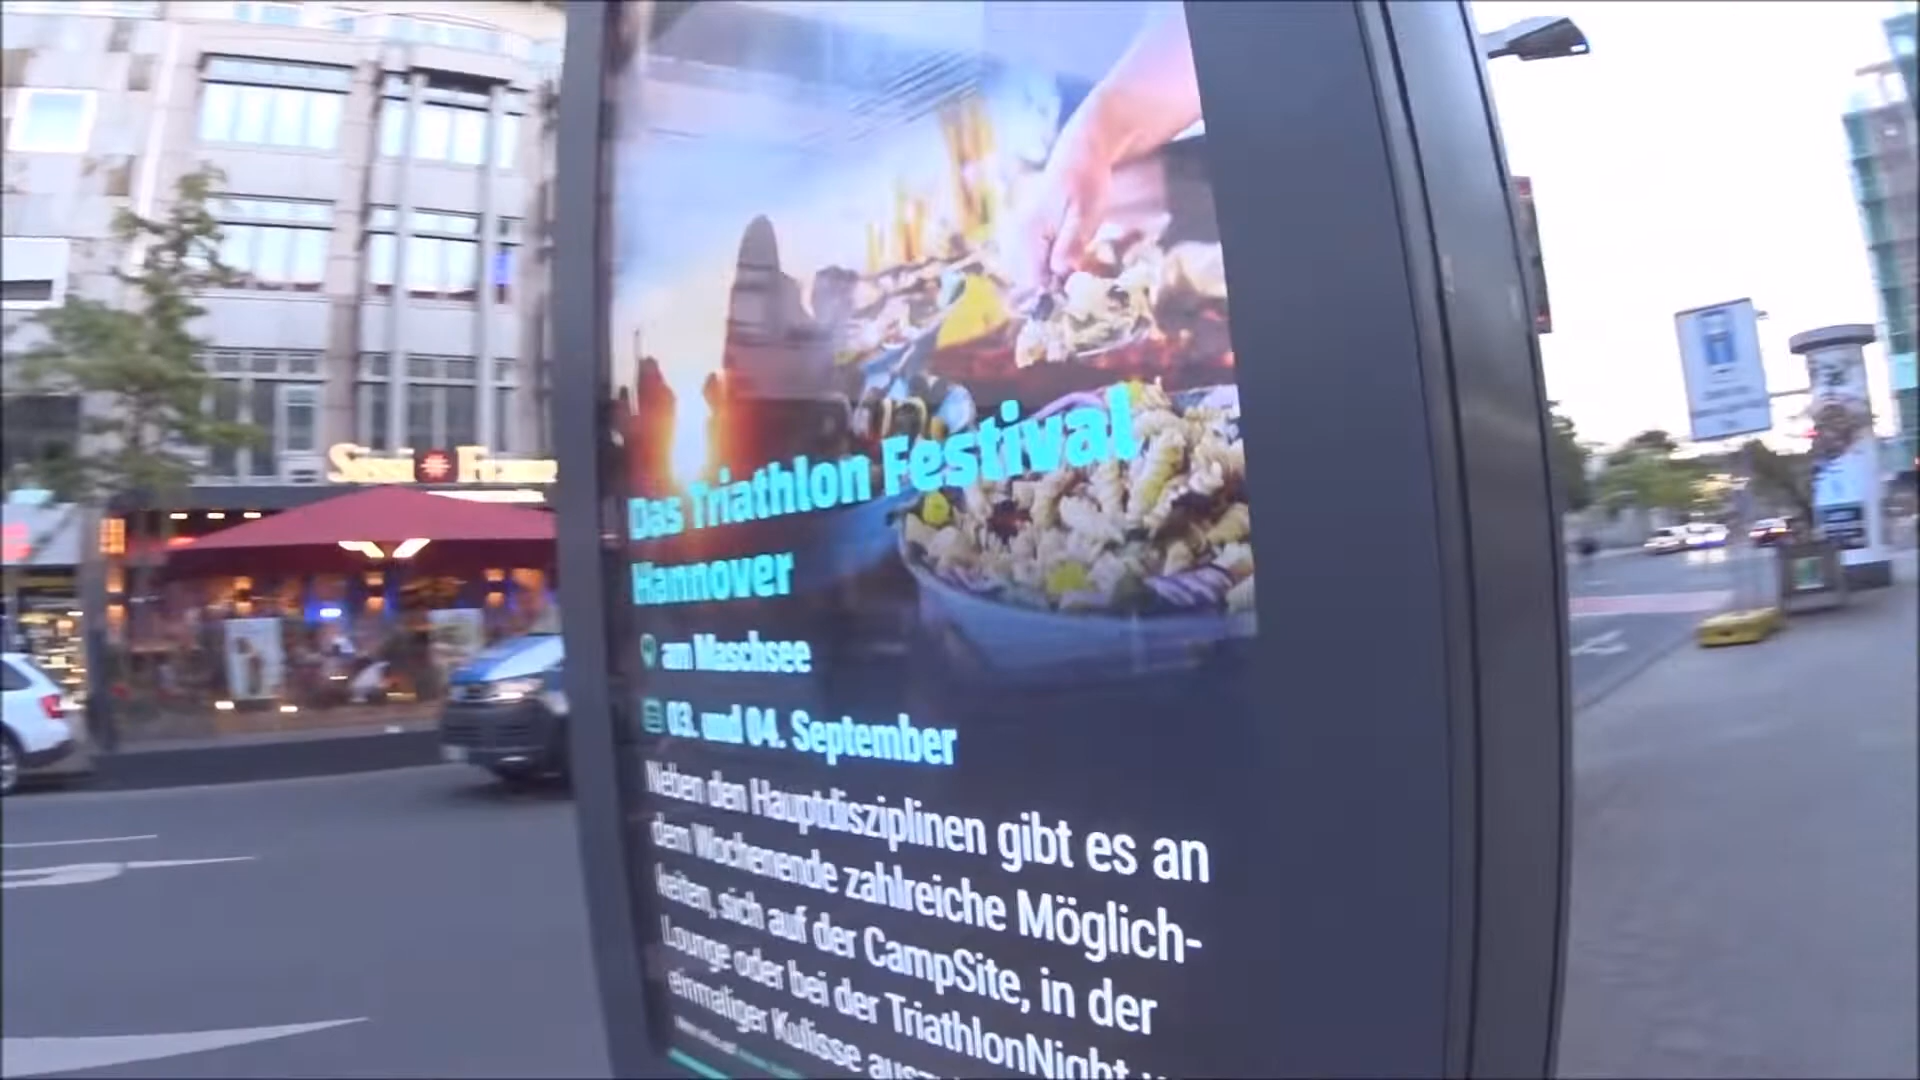 Das Triathlon Festival
Hannover
am Maschsee
03. und 04. September
Neben den Hauptdisziplinen gibt es an
dem Wochenende zahlreiche Möglich-
keiten, sich auf der CampSite, in der
Lounge oder bei der TriathlonNight
einmaliger Kulisse